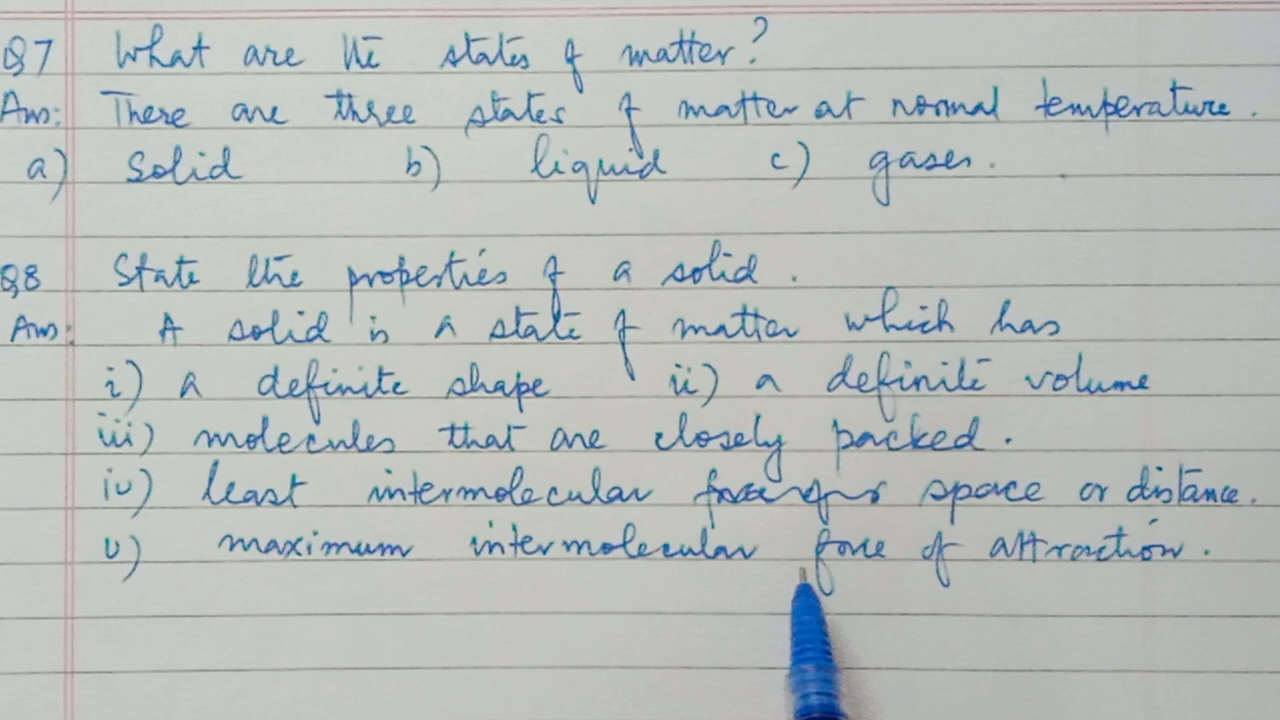 Q7 What are the states of matter?
Ans: There are three states of matter at normal temperature.
a) Solid b) liquid c) gases.
Q8 State the properties of a solid.
Ans: A solid is a state of matter which has
i) a definite shape ii) a definite volume
iii) molecules that are closely packed.
iv) least intermolecular space or distance.
v) maximum intermolecular force of attraction.